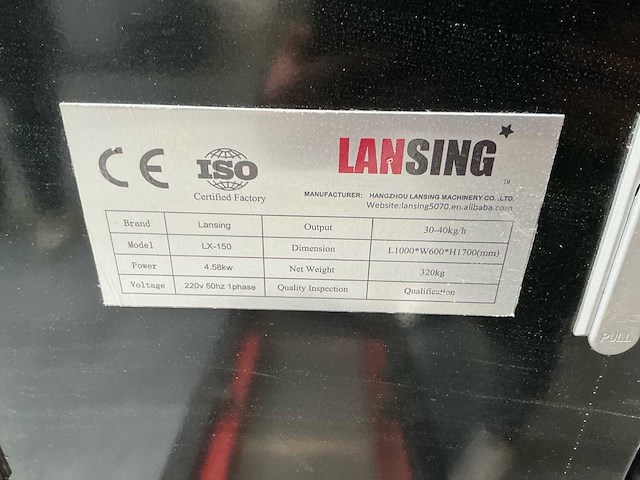 CE
ISO
Certified Factory
LANSING
TM
MANUFACTURER: HANGZHOU LANSING MACHINERY CO.,LTD.
Website:lansing5070.en.alibaba.com
Brand Lansing Output 30-40kg/h
Model LX-150 Dimension L1000*W600*H1700(mm)
Power 4.58kw Net Weight 320kg
Voltage 220v 50hz 1phase Quality Inspection Qualification
PULL